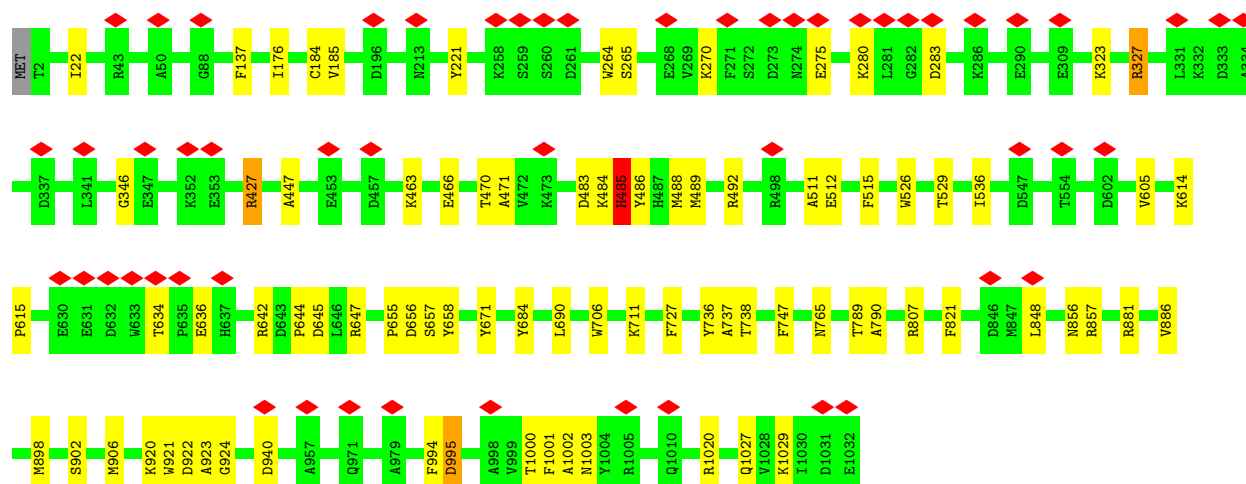 MET T2 I22 R43 A50 G88 F137 I176 C184 V185 D196 N213 Y221 K258 S259 S260 D261 W264 S265 E268 V269 K270 F271 S272 D273 N274 E275 K280 L281 G282 D283 K286 E290 E309 K323 R327 L331 K332 D333 A334
D337 L341 G346 E347 K352 E353 R427 A447 E453 D457 K463 E466 T470 A471 V472 K473 D483 K484 H485 Y486 H487 M488 M489 R492 R498 A511 E512 F515 W526 T529 I536 D547 T554 D602 V605 K614
P615 E630 E631 D632 W633 T634 P635 E636 H637 R642 D643 P644 D645 L646 R647 P655 D656 S657 Y658 Y671 Y684 L690 W706 K711 F727 Y736 A737 T738 F747 N765 T789 A790 R807 F821 D846 M847 L848 N856 R857 R881 V886
M898 S902 M906 K920 W921 D922 A923 G924 D940 A957 Q971 A979 F994 D995 A998 V999 T1000 F1001 A1002 N1003 Y1004 R1005 Q1010 R1020 Q1027 V1028 K1029 I1030 D1031 E1032